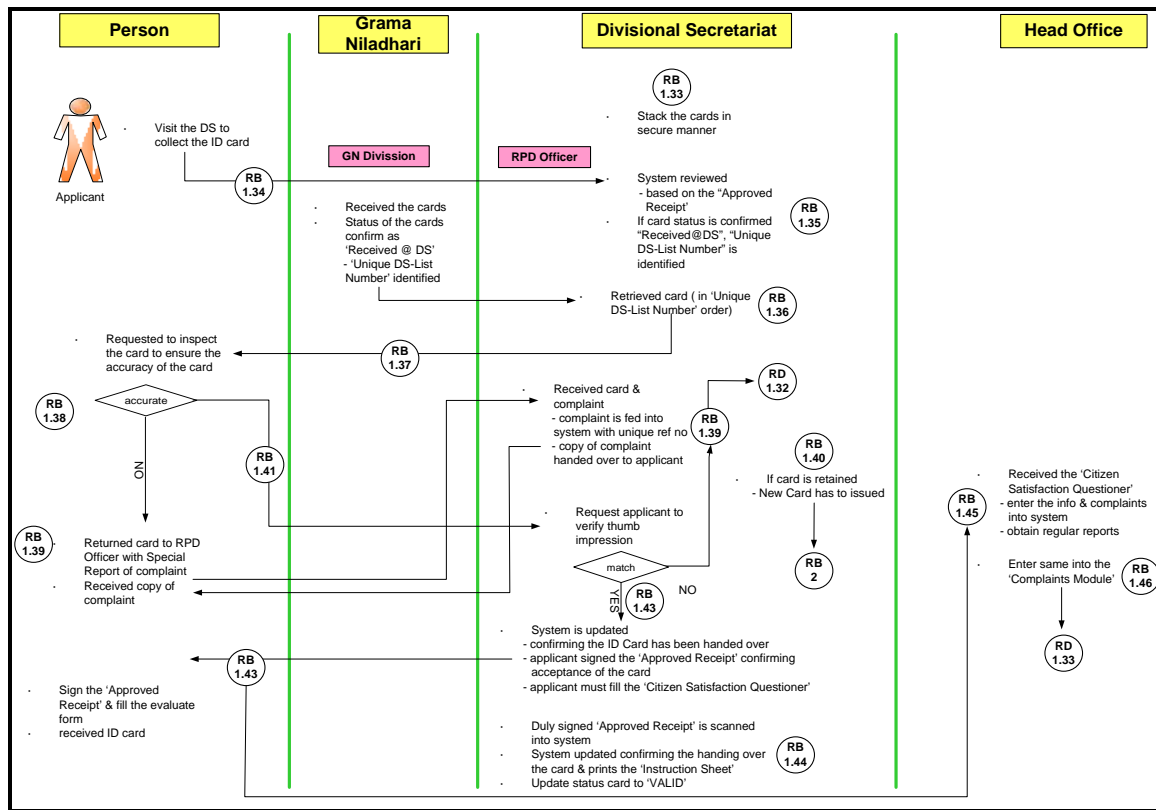 Person
Grama
Niladhari
Divisional Secretariat
Head Office
RB
1.33
· Stack the cards in
secure manner
· Visit the DS to
collect the ID card
Applicant
GN Divission
RPD Officer
RB
1.34
· System reviewed
- based on the “Approved
Receipt’
· If card status is confirmed
“Received@DS”, “Unique
DS-List Number” is
identified
RB
1.35
· Received the cards
· Status of the cards
confirm as
‘Received @ DS’
- ‘Unique DS-List
Number’ identified
· Retrieved card ( in ‘Unique
DS-List Number’ order)
RB
1.36
· Requested to inspect
the card to ensure the
accuracy of the card
RB
1.37
RB
1.38
accurate
NO
RB
1.41
· Received card &
complaint
- complaint is fed into
system with unique ref no
- copy of complaint
handed over to applicant
RB
1.39
RD
1.32
RB
1.40
· If card is retained
- New Card has to issued
RB
2
· Request applicant to
verify thumb
impression
match
NO
YES
RB
1.43
RB
1.39
· Returned card to RPD
Officer with Special
Report of complaint
· Received copy of
complaint
· System is updated
- confirming the ID Card has been handed over
- applicant signed the ‘Approved Receipt’ confirming
acceptance of the card
- applicant must fill the ‘Citizen Satisfaction Questioner’
RB
1.43
· Sign the ‘Approved
Receipt’ & fill the evaluate
form
· received ID card
· Duly signed ‘Approved Receipt’ is scanned
into system
· System updated confirming the handing over
the card & prints the ‘Instruction Sheet’
· Update status card to ‘VALID’
RB
1.44
· Received the ‘Citizen
Satisfaction Questioner’
- enter the info & complaints
into system
- obtain regular reports
RB
1.45
· Enter same into the
‘Complaints Module’
RB
1.46
RD
1.33